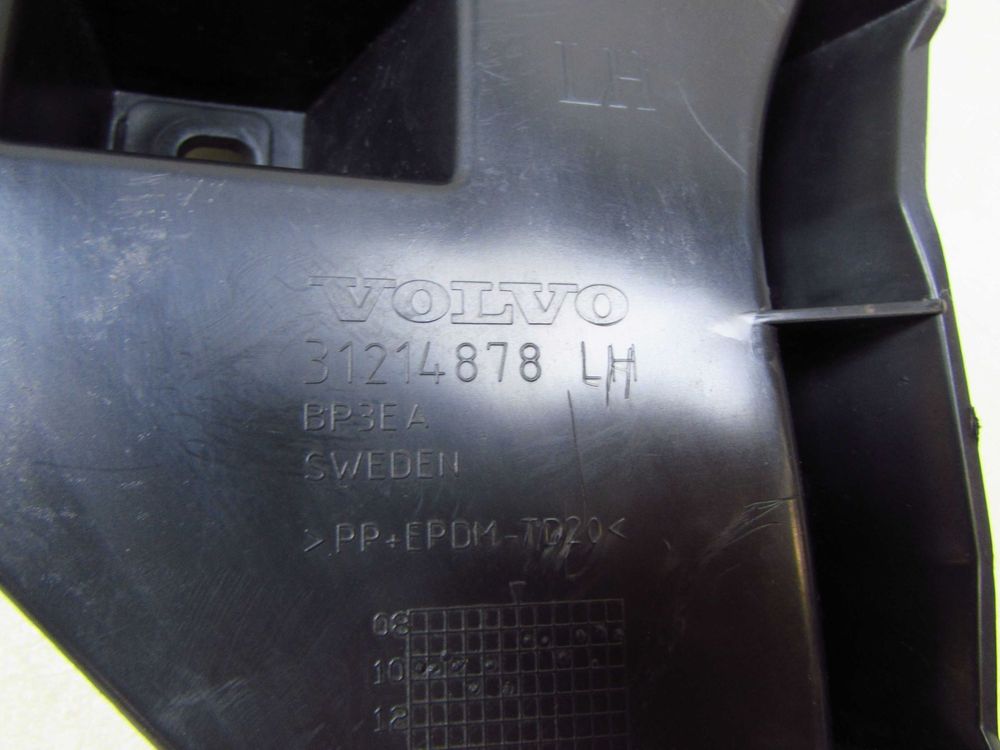 LH
VOLVO
31214878 LH
BP3EA
SWEDEN
>PP+EPDM-TD20<
08
10
12